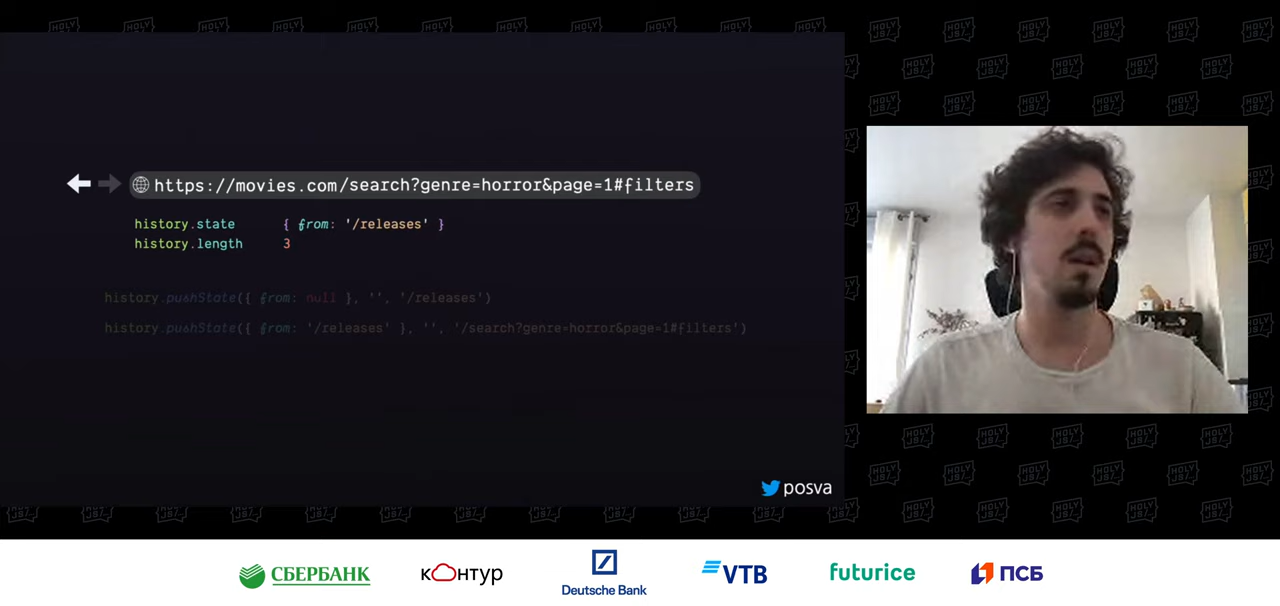 https://movies.com/search?genre=horror&page=1#filters
history.state { from: '/releases' }
history.length 3
history.pushState({ from: null }, '', '/releases')
history.pushState({ from: '/releases' }, '', '/search?genre=horror&page=1#filters')
posva
HOLY JS/_
СБЕРБАНК
кОнтур
Deutsche Bank
VTB
futurice
ПСБ